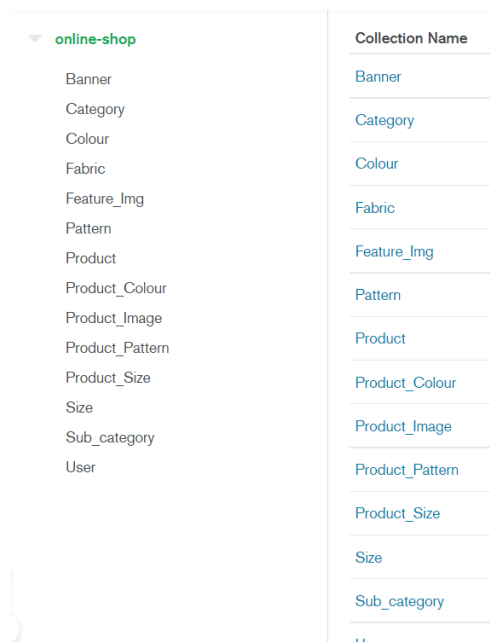 online-shop
Banner
Category
Colour
Fabric
Feature_Img
Pattern
Product
Product_Colour
Product_Image
Product_Pattern
Product_Size
Size
Sub_category
User
Collection Name
Banner
Category
Colour
Fabric
Feature_Img
Pattern
Product
Product_Colour
Product_Image
Product_Pattern
Product_Size
Size
Sub_category